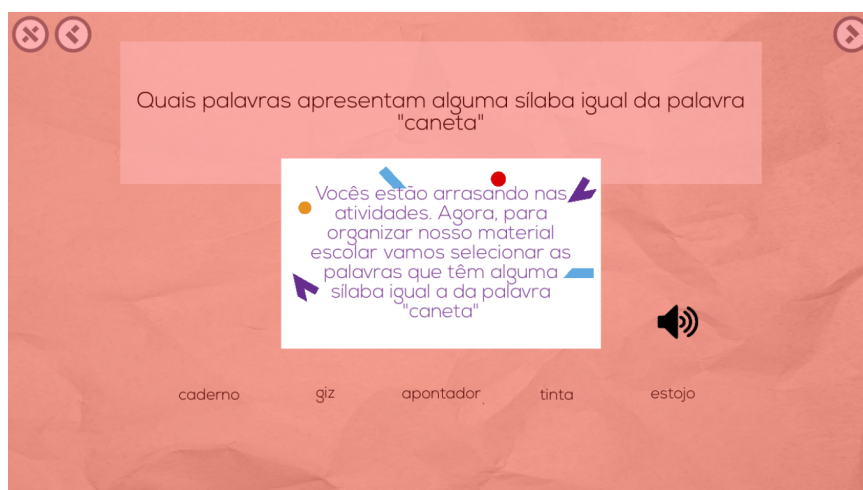 Quais palavras apresentam alguma sílaba igual da palavra
"caneta"
Vocês estão arrasando nas
atividades. Agora, para
organizar nosso material
escolar vamos selecionar as
palavras que têm alguma
sílaba igual a da palavra
"caneta"
caderno giz apontador tinta estojo